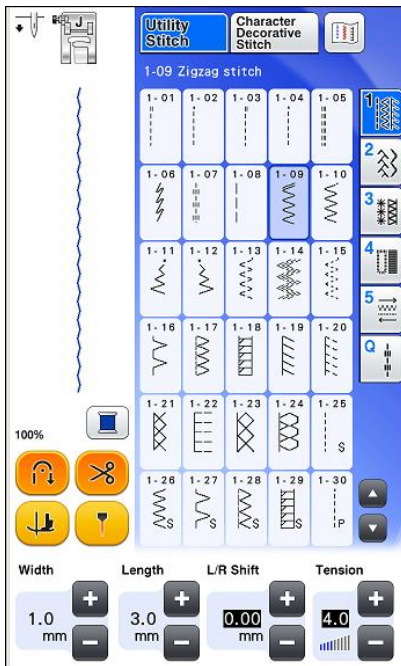 J
Utility Stitch
Character Decorative Stitch
1-09 Zigzag stitch
1-01 1-02 1-03 1-04 1-05
1
1-06 1-07 1-08 1-09 1-10
2
3
1-11 1-12 1-13 1-14 1-15
4
5
1-16 1-17 1-18 1-19 1-20
Q
1-21 1-22 1-23 1-24 1-25
S
100%
1-26 1-27 1-28 1-29 1-30
S S S S P
Width Length L/R Shift Tension
1.0 3.0 0.00 4.0
mm mm mm